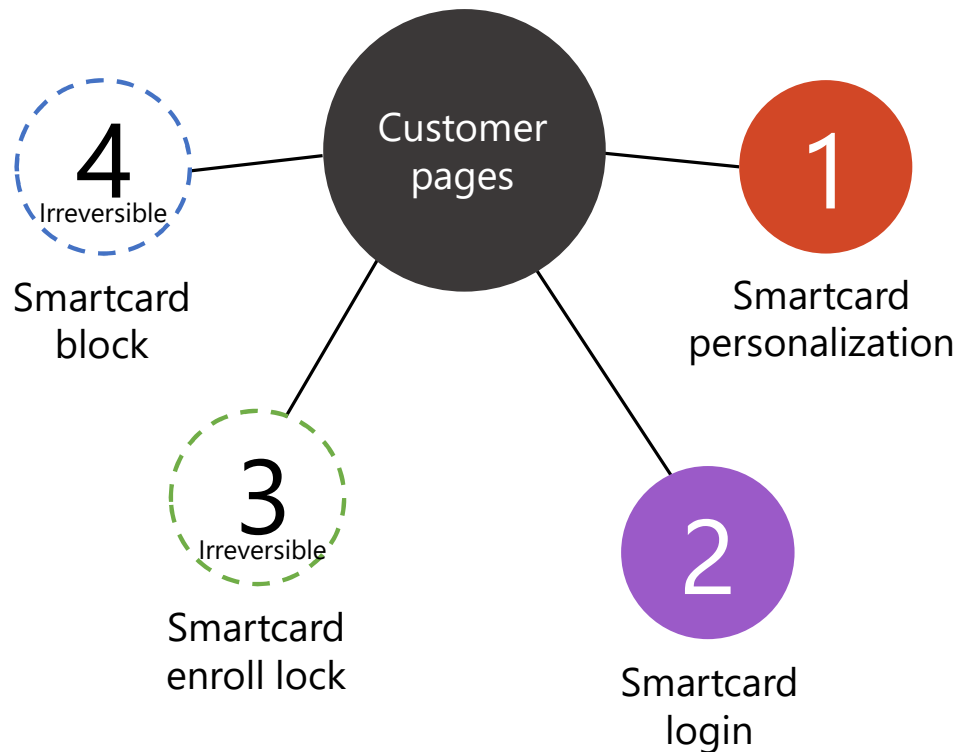 Customer
pages
1
Smartcard
personalization
2
Smartcard
login
3
Irreversible
Smartcard
enroll lock
4
Irreversible
Smartcard
block